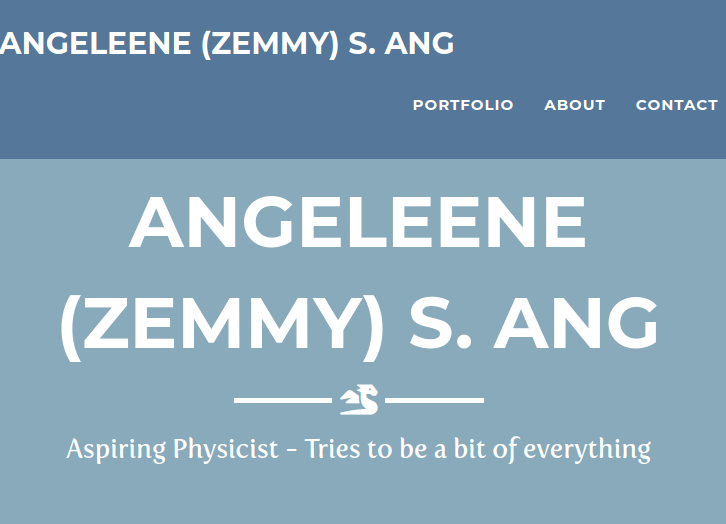 ANGELEENE (ZEMMY) S. ANG
PORTFOLIO ABOUT CONTACT
ANGELEENE
(ZEMMY) S. ANG
Aspiring Physicist - Tries to be a bit of everything